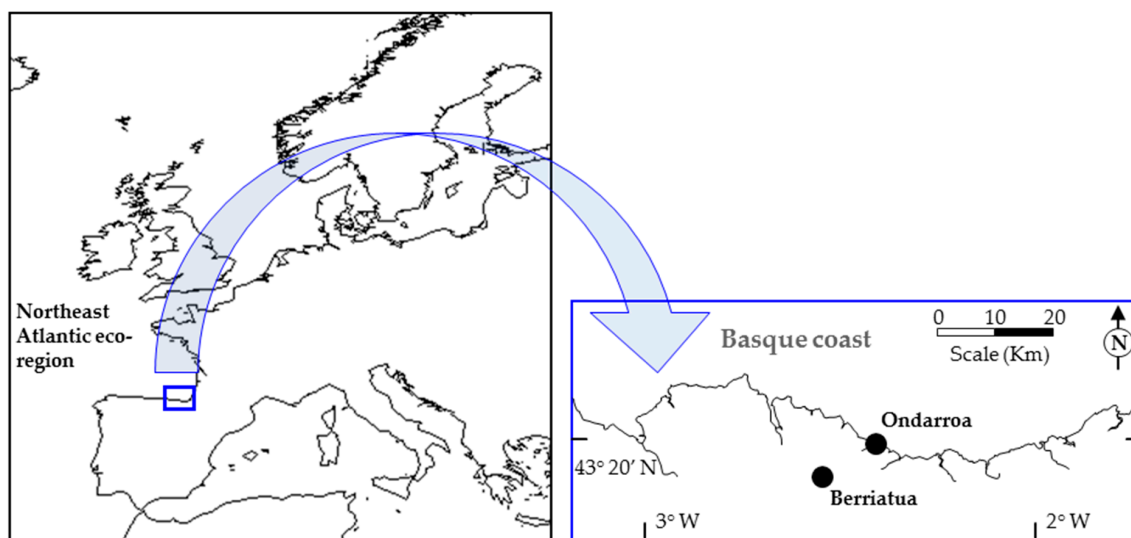 Northeast
Atlantic eco-
region
Basque coast
0 10 20
Scale (Km)
N
Ondarroa
43° 20′ N
Berriatua
3° W
2° W